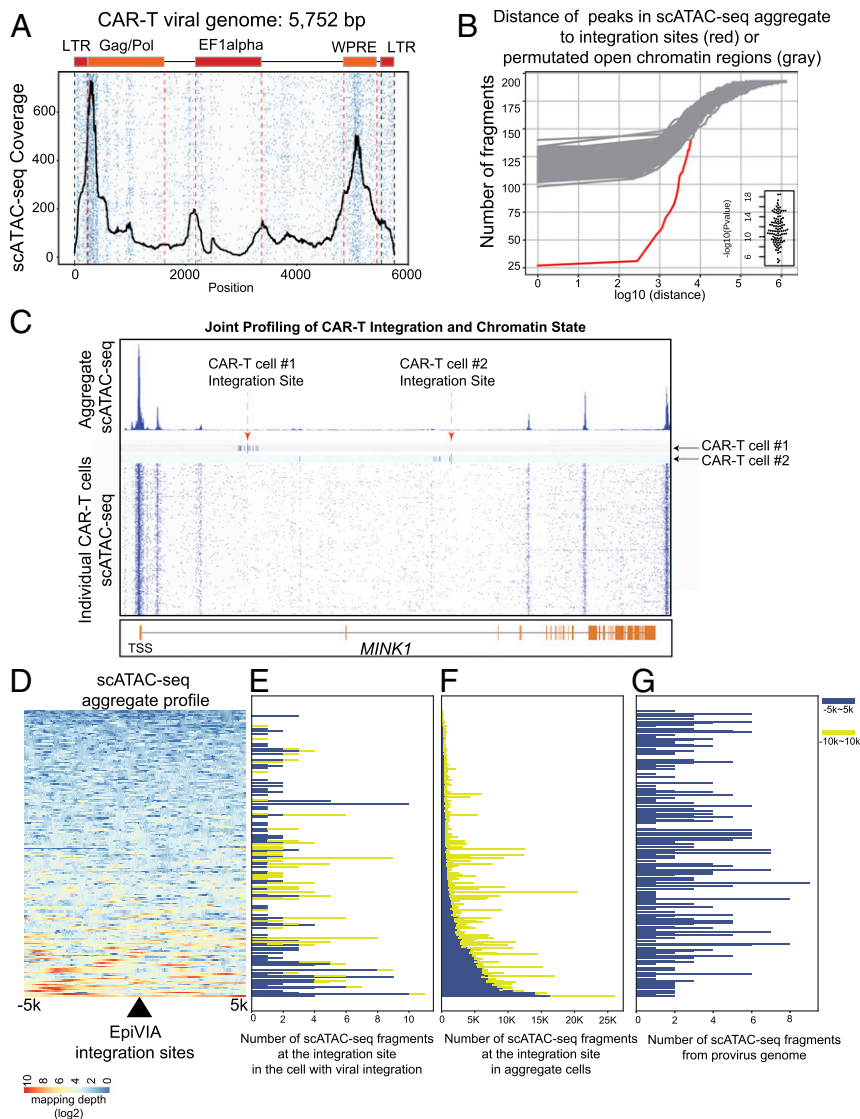 A
CAR-T viral genome: 5,752 bp
LTR
Gag/Pol
EF1alpha
WPRE
LTR
scATAC-seq Coverage
600
400
200
0
0
2000
4000
6000
Position
B
Distance of peaks in scATAC-seq aggregate
to integration sites (red) or
permutated open chromatin regions (gray)
Number of fragments
200
175
150
125
100
75
50
25
0
1
2
3
4
5
6
log10 (distance)
-log10(Pvalue)
18
14
10
6
C
Joint Profiling of CAR-T Integration and Chromatin State
Aggregate
scATAC-seq
CAR-T cell #1
Integration Site
CAR-T cell #2
Integration Site
CAR-T cell #1
CAR-T cell #2
Individual CAR-T cells
scATAC-seq
TSS
MINK1
D
scATAC-seq
aggregate profile
-5k
5k
EpiVIA
integration sites
10
8
6
4
2
0
mapping depth
(log2)
E
0
2
4
6
8
10
Number of scATAC-seq fragments
at the integration site
in the cell with viral integration
F
0
5K
10K
15K
20K
25K
Number of scATAC-seq fragments
at the integration site
in aggregate cells
G
0
2
4
6
8
Number of scATAC-seq fragments
from provirus genome
-5k~5k
-10k~10k